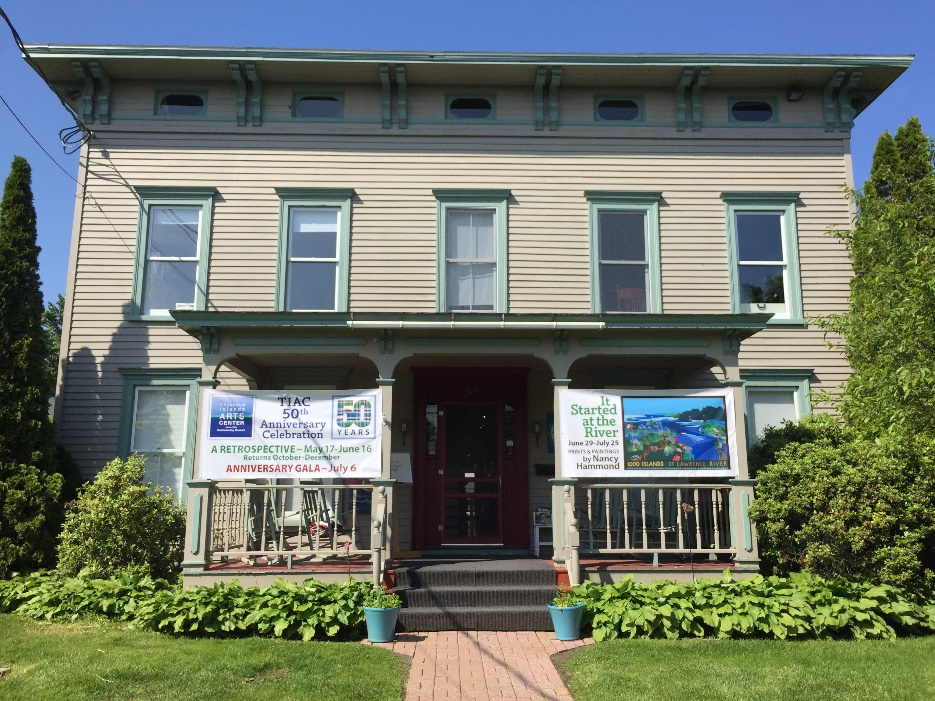 Thousand
Islands
ARTS
CENTER
TIAC
50th
Anniversary
Celebration
50
YEARS
A RETROSPECTIVE~May 17-June 16
Returns October-December
ANNIVERSARY GALA~July 6
It
Started
at the
River
June 29-July 25
PRINTS & PAINTINGS
by Nancy
Hammond
1000 ISLANDS ST LAWRENCE RIVER